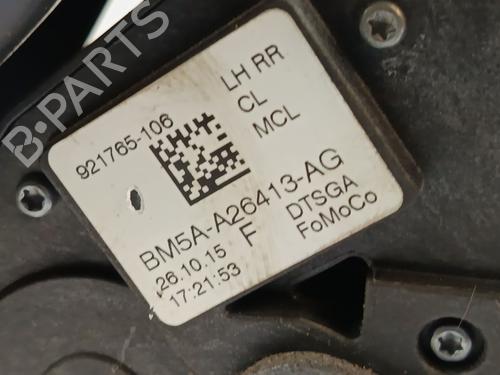 B-PARTS
921765-106
LH RR
CL
MCL
BM5A-A26413-AG
26.10.15
F
DTSGA
17:21:53
FoMoCo